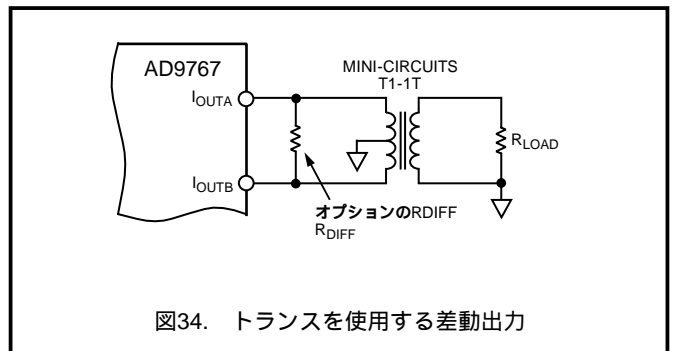 AD9767
MINI-CIRCUITS
T1-1T
IOUTA
RLOAD
IOUTB
オプションのRDIFF
RDIFF
図34. トランスを使用する差動出力